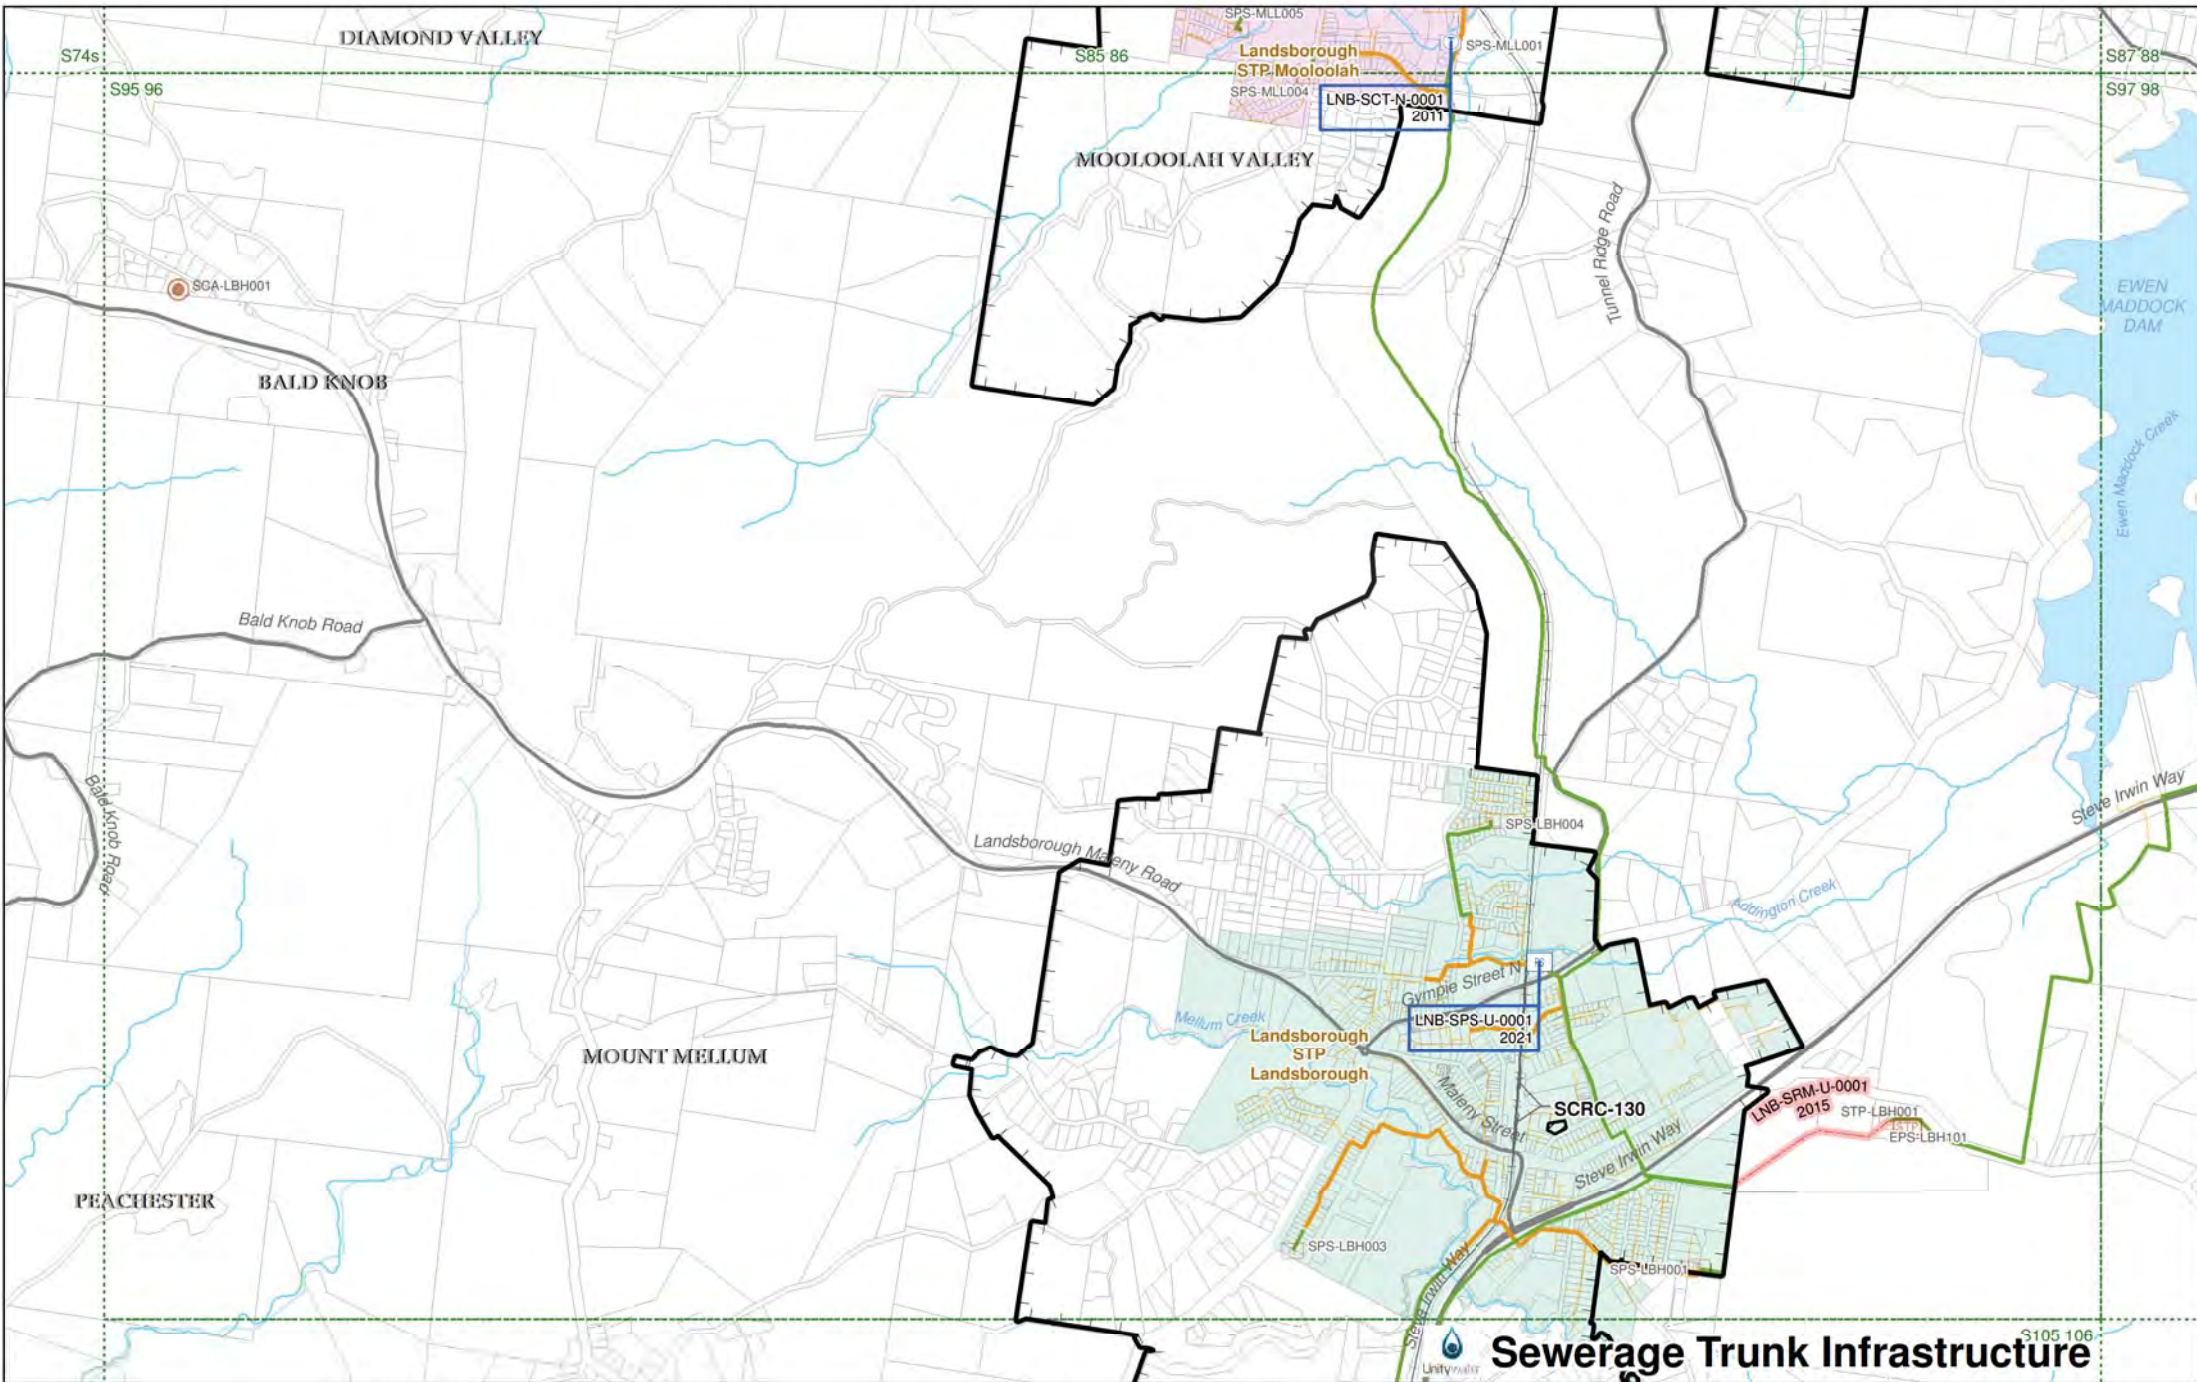 DIAMOND VALLEY
SPS-MLL005
S74s
S85 86
Landsborough
STP Mooloolah
SPS-MLL001
S87 88
S95 96
SPS-MLL004
LNB-SCT-N-0001
2011
S97 98
MOOLOOLAH VALLEY
Tunnel Ridge Road
SCA-LBH001
EWEN
MADDOCK
DAM
BALD KNOB
Ewen Maddock Creek
Bald Knob Road
Bald Knob Road
Steve Irwin Way
SPS-LBH004
Landsborough Maleny Road
Addington Creek
Gympie Street N
Mellum Creek
LNB-SPS-U-0001
2021
Landsborough
STP
Landsborough
MOUNT MELLUM
Maleny Street
SCRC-130
LNB-SRM-U-0001
2015
STP-LBH001
STP
EPS-LBH101
Steve Irwin Way
PEACHESTER
SPS-LBH003
SPS-LBH001
Steve Irwin Way
S105 106
Unitywater
Sewerage Trunk Infrastructure